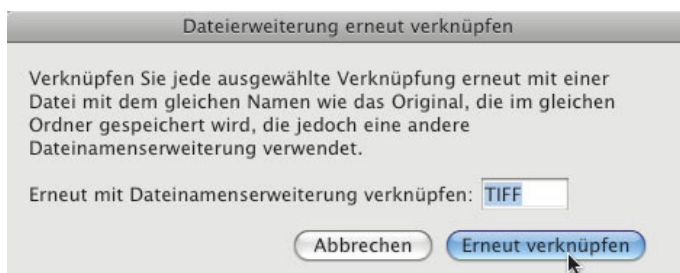 Dateierweiterung erneut verknüpfen
Verknüpfen Sie jede ausgewählte Verknüpfung erneut mit einer
Datei mit dem gleichen Namen wie das Original, die im gleichen
Ordner gespeichert wird, die jedoch eine andere
Dateinamenserweiterung verwendet.
Erneut mit Dateinamenserweiterung verknüpfen: TIFF
Abbrechen Erneut verknüpfen